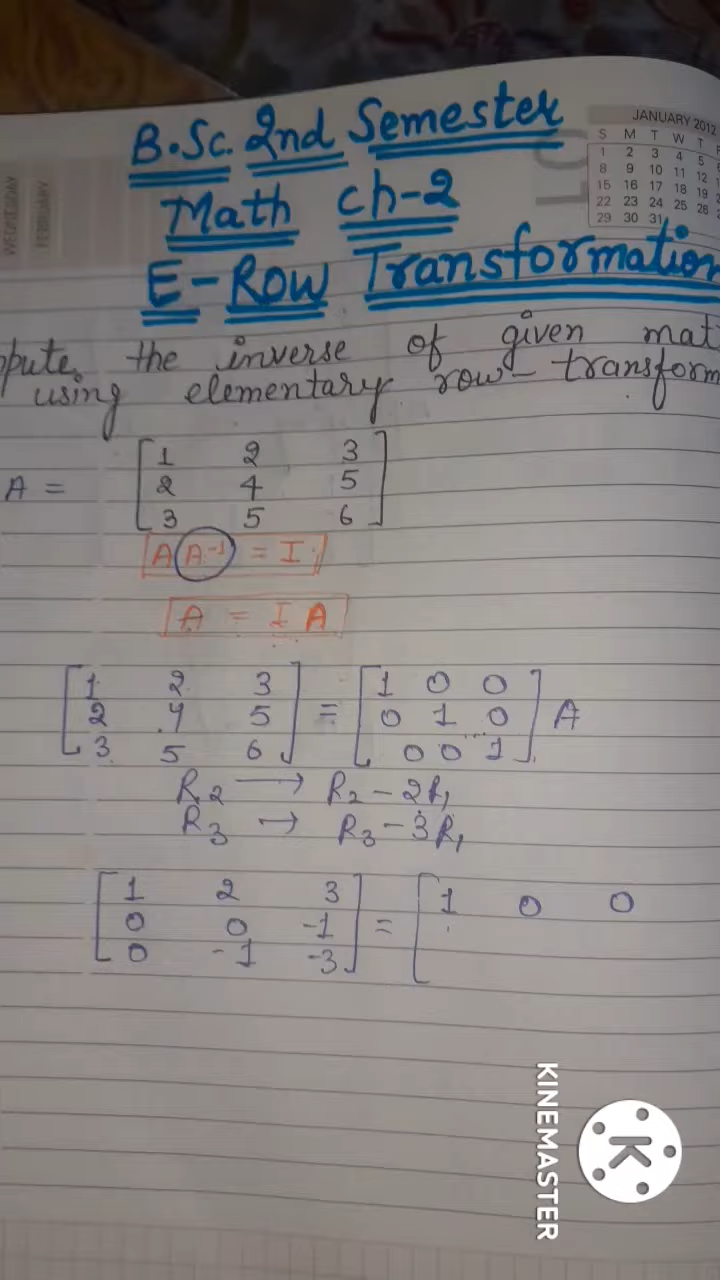 JANUARY 2012
S M T W T F
1 2 3 4 5
8 9 10 11 12
15 16 17 18 19
22 23 24 25 26
29 30 31
WEDNESDAY
FEBRUARY
B.Sc. 2nd Semester
Math ch-2
E-Row Transformation
the inverse of given
using elementary row-
A = [1 2 3
2 4 5
3 5 6]
A A⁻¹ = I
A = I A
[1 2 3 = [1 0 0
2 4 5 0 1 0 A
3 5 6] 0 0 1]
R₂ → R₂ - 2R₁
R₃ → R₃ - 3R₁
[1 2 3 = [1 0 0
0 0 -1
0 -1 -3]
KINEMASTER
K